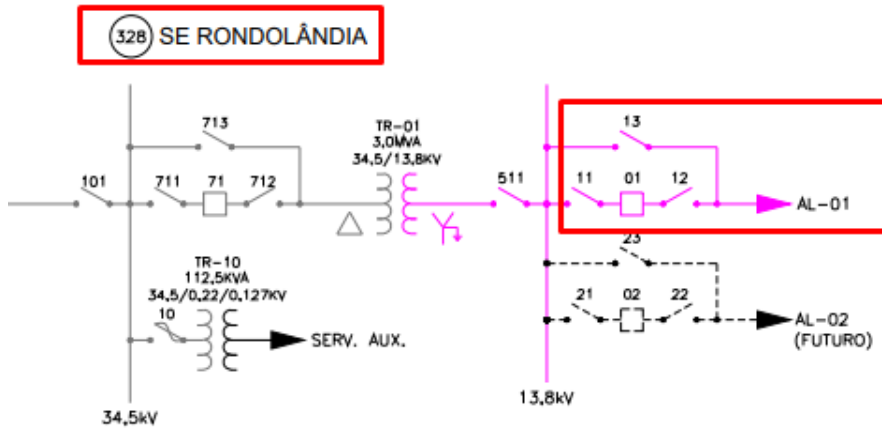 328 SE RONDOLÂNDIA
713
13
TR-01
3,0MVA
34,5/13,8KV
101
711
71
712
511
11
01
12
AL-01
23
TR-10
112,5KVA
34,5/0,22/0,127KV
10
SERV. AUX.
21
02
22
AL-02
(FUTURO)
34,5kV
13,8kV